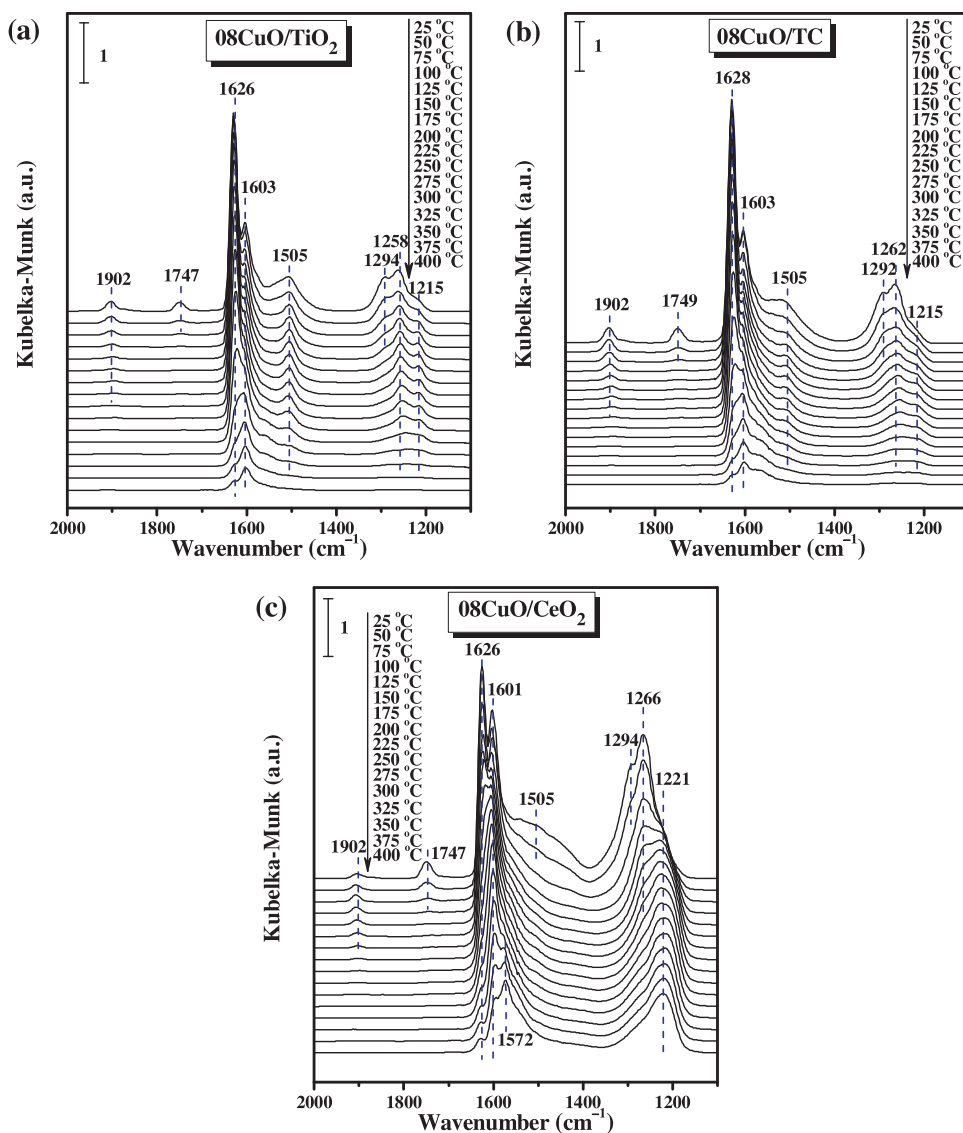 (a)
1
08CuO/TiO2
25 °C
50 °C
75 °C
100 °C
125 °C
150 °C
175 °C
200 °C
225 °C
250 °C
275 °C
300 °C
325 °C
350 °C
375 °C
400 °C
1626
1603
1902
1747
1505
1258
1294
1215
Kubelka-Munk (a.u.)
2000
1800
1600
1400
1200
Wavenumber (cm−1)
(b)
1
08CuO/TC
25 °C
50 °C
75 °C
100 °C
125 °C
150 °C
175 °C
200 °C
225 °C
250 °C
275 °C
300 °C
325 °C
350 °C
375 °C
400 °C
1628
1603
1902
1749
1505
1262
1292
1215
Kubelka-Munk (a.u.)
2000
1800
1600
1400
1200
Wavenumber (cm−1)
(c)
1
08CuO/CeO2
25 °C
50 °C
75 °C
100 °C
125 °C
150 °C
175 °C
200 °C
225 °C
250 °C
275 °C
300 °C
325 °C
350 °C
375 °C
400 °C
1626
1601
1902
1747
1505
1266
1294
1221
1572
Kubelka-Munk (a.u.)
2000
1800
1600
1400
1200
Wavenumber (cm−1)